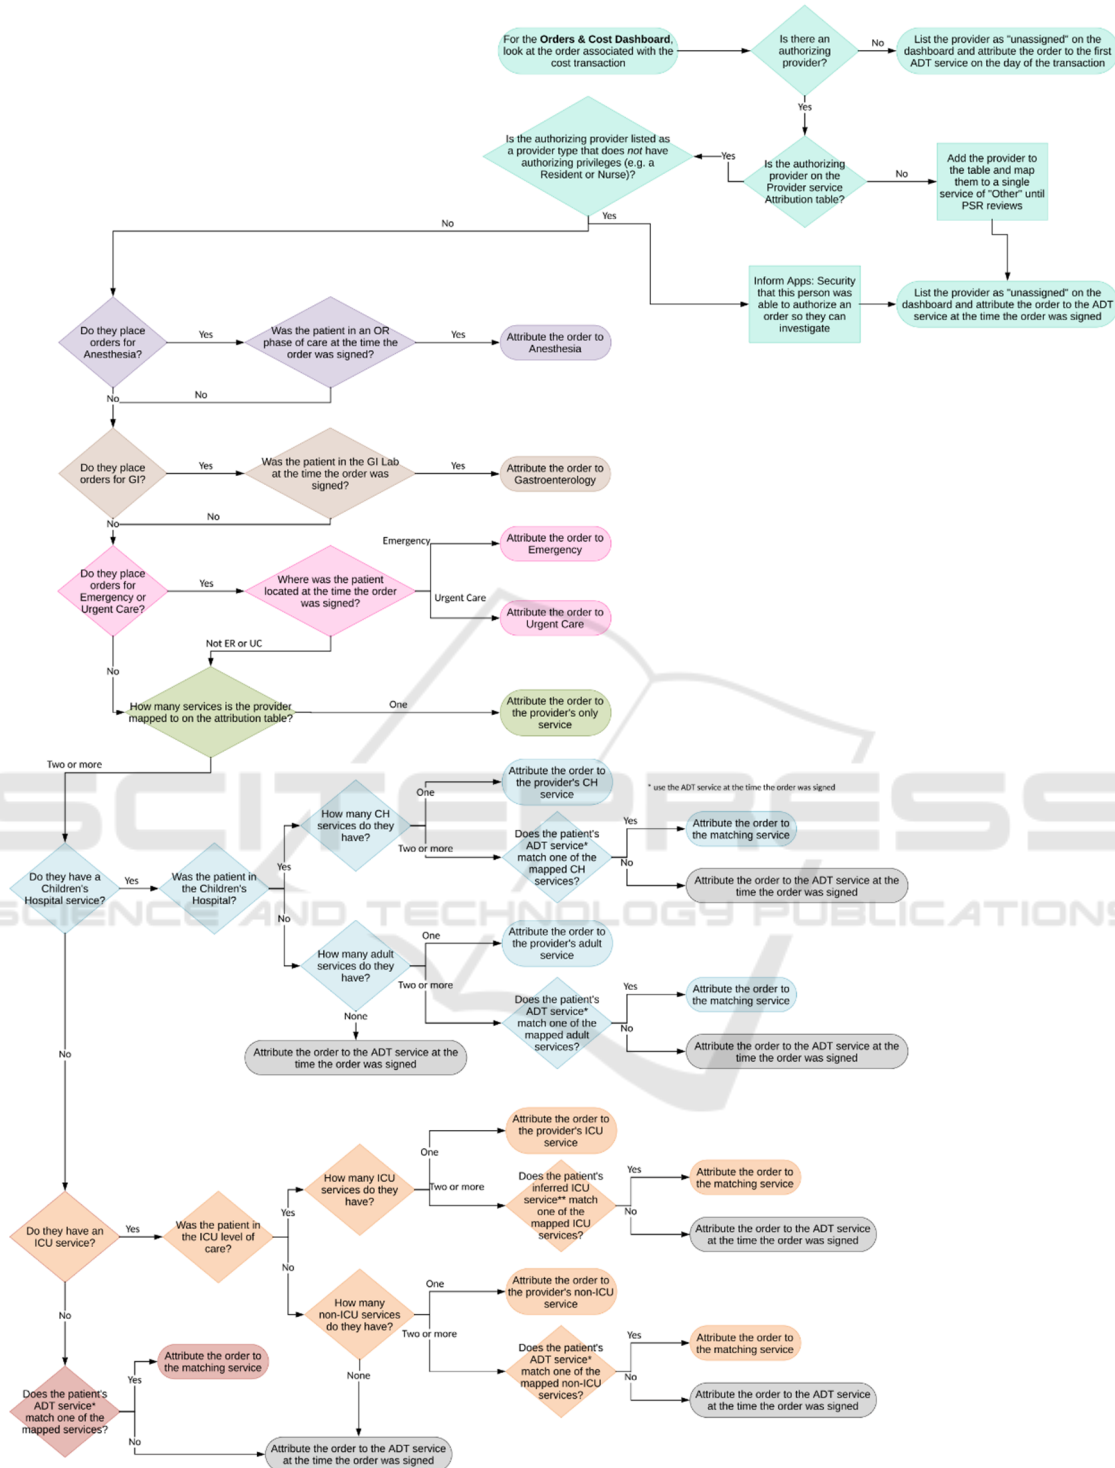 For the Orders & Cost Dashboard,
look at the order associated with the
cost transaction
Is there an
authorizing
provider?
No
List the provider as "unassigned" on the
dashboard and attribute the order to the first
ADT service on the day of the transaction
Yes
Is the authorizing provider listed as
a provider type that does not have
authorizing privileges (e.g. a
Resident or Nurse)?
Yes
Is the authorizing
provider on the
Provider service
Attribution table?
No
Add the provider to
the table and map
them to a single
service of "Other" until
PSR reviews
No
Yes
Inform Apps: Security
that this person was
able to authorize an
order so they can
investigate
List the provider as "unassigned" on the
dashboard and attribute the order to the ADT
service at the time the order was signed
Do they place
orders for
Anesthesia?
Yes
Was the patient in an OR
phase of care at the time the
order was signed?
Yes
Attribute the order to
Anesthesia
No
No
Do they place
orders for GI?
Yes
Was the patient in the GI Lab
at the time the order was
signed?
Yes
Attribute the order to
Gastroenterology
No
No
Do they place
orders for
Emergency or
Urgent Care?
Yes
Where was the patient
located at the time the order
was signed?
Emergency
Attribute the order to
Emergency
Urgent Care
Attribute the order to
Urgent Care
Not ER or UC
No
How many services is the provider
mapped to on the attribution table?
One
Attribute the order to
the provider's only
service
Two or more
SCITEPRESS
SCIENCE AND TECHNOLOGY PUBLICATIONS
Do they have a
Children's
Hospital service?
Yes
Was the patient in
the Children's
Hospital?
Yes
How many CH
services do they
have?
One
Attribute the order to
the provider's CH
service
* use the ADT service at the time the order was signed
Two or more
Does the patient's
ADT service*
match one of the
mapped CH
services?
Yes
Attribute the order to
the matching service
No
Attribute the order to the ADT service at the
time the order was signed
No
How many adult
services do they
have?
One
Attribute the order to
the provider's adult
service
Two or more
Does the patient's
ADT service*
match one of the
mapped adult
services?
Yes
Attribute the order to
the matching service
No
Attribute the order to the ADT service at the
time the order was signed
None
Attribute the order to the ADT service at the
time the order was signed
No
Do they have an
ICU service?
Yes
Was the patient in
the ICU level of
care?
Yes
How many ICU
services do they
have?
One
Attribute the order to
the provider's ICU
service
Two or more
Does the patient's
inferred ICU
service** match
one of the
mapped ICU
services?
Yes
Attribute the order to
the matching service
No
Attribute the order to the ADT service
at the time the order was signed
No
How many
non-ICU services
do they have?
One
Attribute the order to
the provider's non-ICU
service
Two or more
Does the patient's
ADT service*
match one of the
mapped non-ICU
services?
Yes
Attribute the order to
the matching service
No
Attribute the order to the ADT service
at the time the order was signed
None
No
Does the patient's
ADT service*
match one of the
mapped services?
Yes
Attribute the order to
the matching service
No
Attribute the order to the ADT service
at the time the order was signed